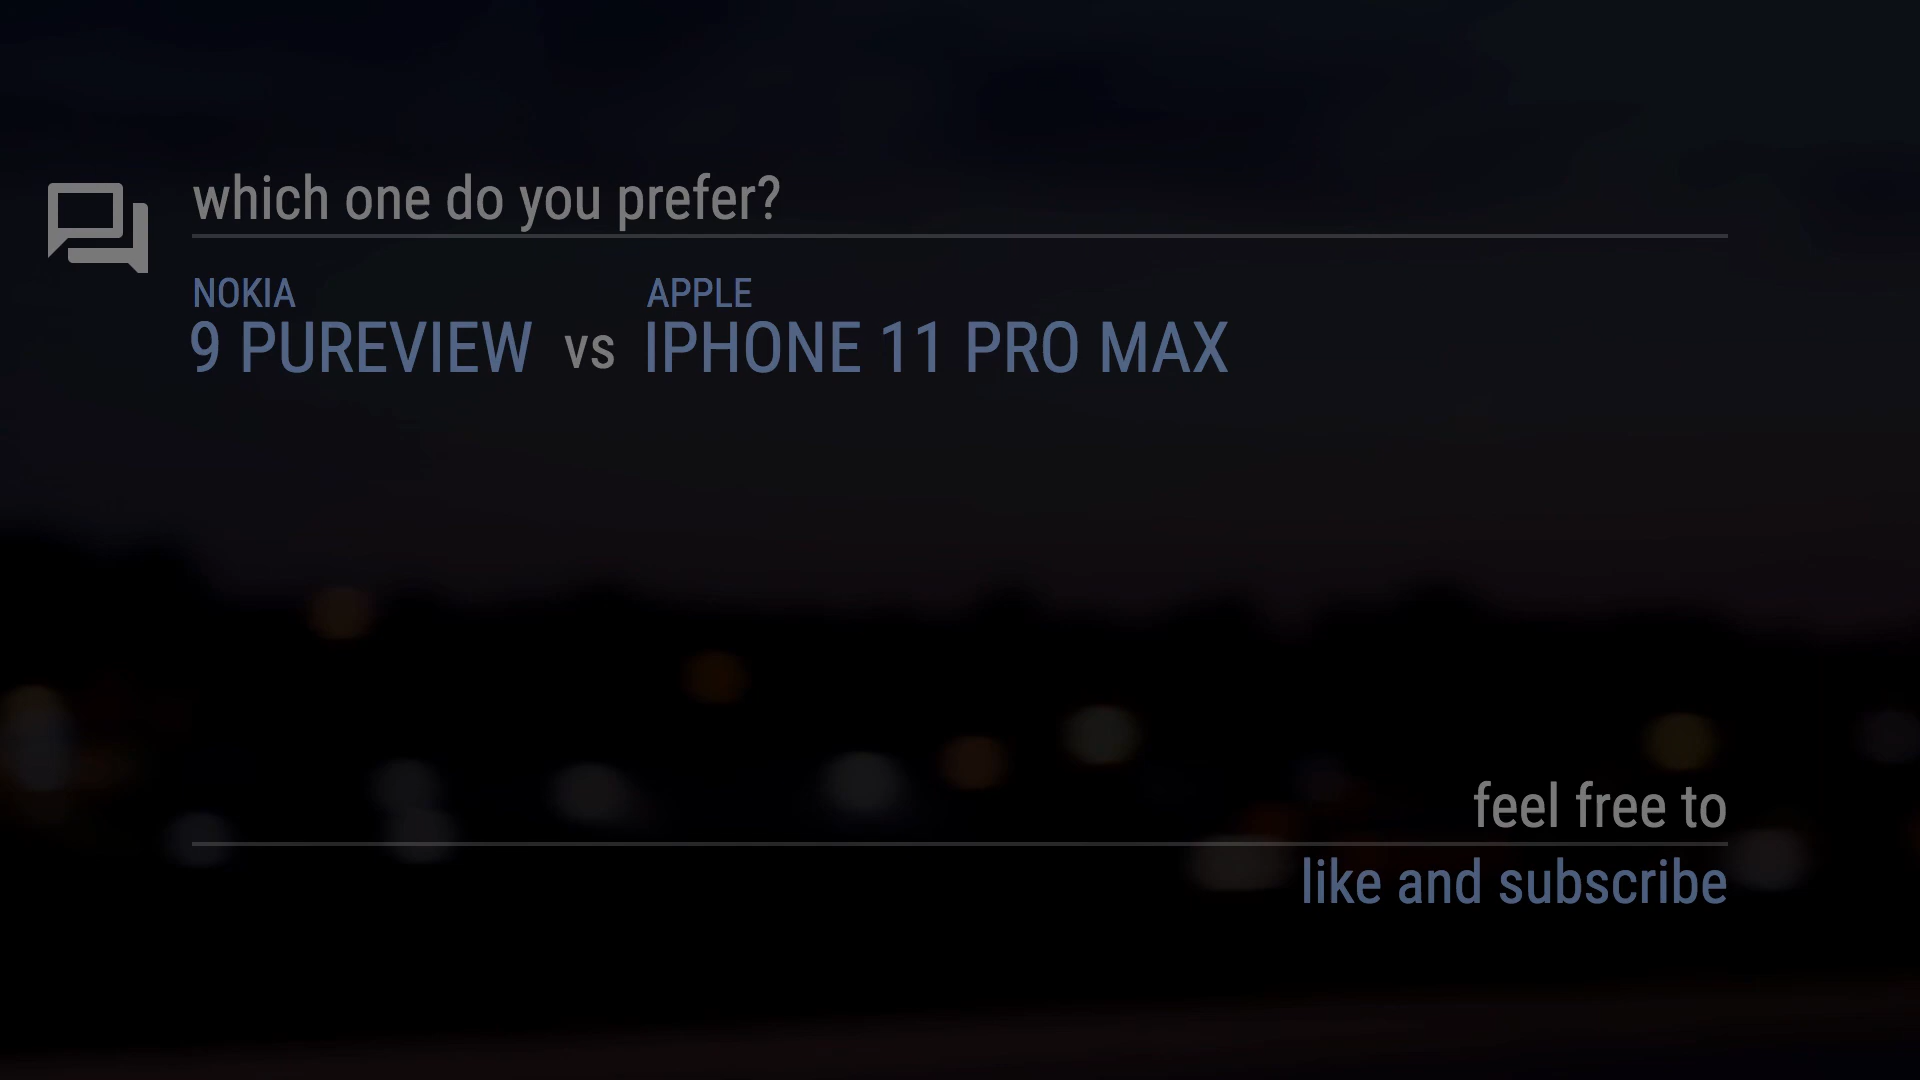 which one do you prefer?
NOKIA
9 PUREVIEW vs
APPLE
IPHONE 11 PRO MAX
feel free to
like and subscribe